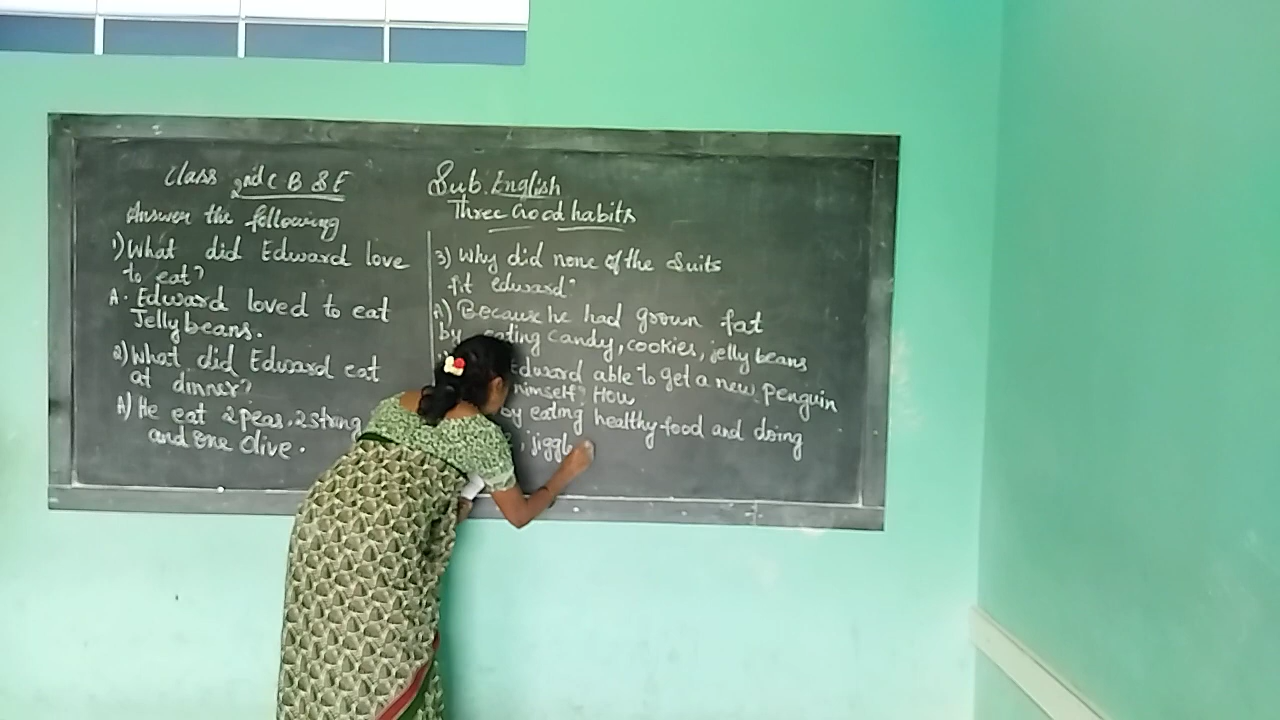 Class 2nd C B S E
Answer the following
1) What did Edward love
to eat?
A. Edward loved to eat
Jelly beans.
2) What did Edward eat
at dinner?
A) He eat 2 peas, 2 string
and one Olive.
Sub. English
Three Good habits
3) Why did none of the Suits
fit edward?
A) Because he had grown fat
by eating candy, cookies, jelly beans
Edward able to get a new penguin
himself? How
by eating healthy food and doing
, jiggle